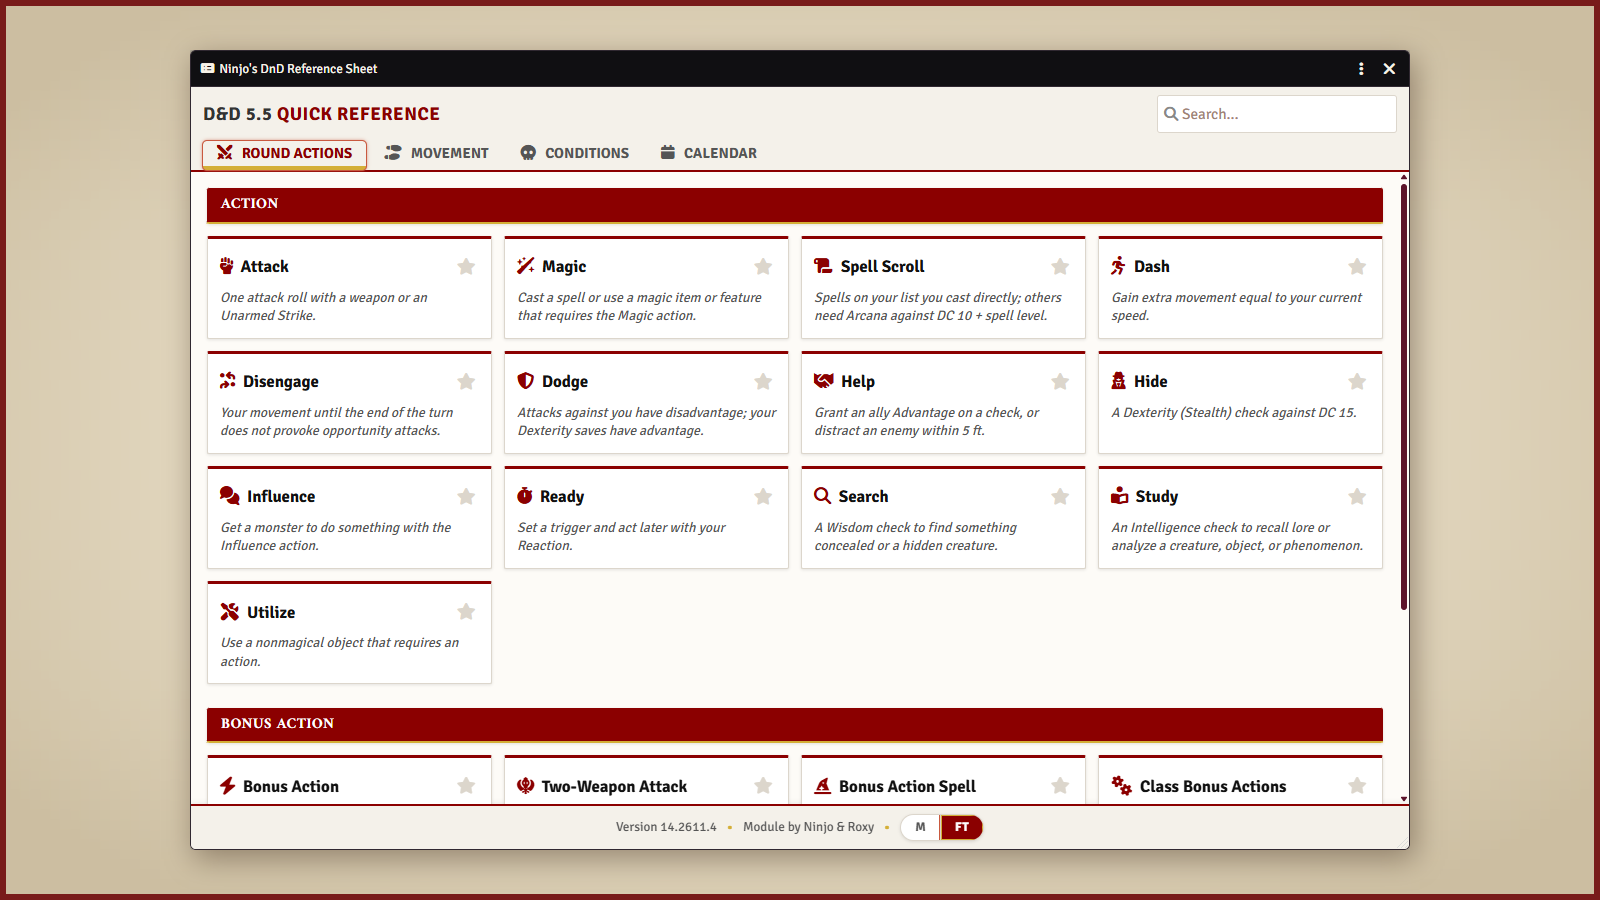 Ninjo's DnD Reference Sheet
D&D 5.5 QUICK REFERENCE
Search...
ROUND ACTIONS
MOVEMENT
CONDITIONS
CALENDAR
ACTION
Attack
One attack roll with a weapon or an
Unarmed Strike.
Magic
Cast a spell or use a magic item or feature
that requires the Magic action.
Spell Scroll
Spells on your list you cast directly; others
need Arcana against DC 10 + spell level.
Dash
Gain extra movement equal to your current
speed.
Disengage
Your movement until the end of the turn
does not provoke opportunity attacks.
Dodge
Attacks against you have disadvantage; your
Dexterity saves have advantage.
Help
Grant an ally Advantage on a check, or
distract an enemy within 5 ft.
Hide
A Dexterity (Stealth) check against DC 15.
Influence
Get a monster to do something with the
Influence action.
Ready
Set a trigger and act later with your
Reaction.
Search
A Wisdom check to find something
concealed or a hidden creature.
Study
An Intelligence check to recall lore or
analyze a creature, object, or phenomenon.
Utilize
Use a nonmagical object that requires an
action.
BONUS ACTION
Bonus Action
Two-Weapon Attack
Bonus Action Spell
Class Bonus Actions
Version 14.2611.4 • Module by Ninjo & Roxy • M FT